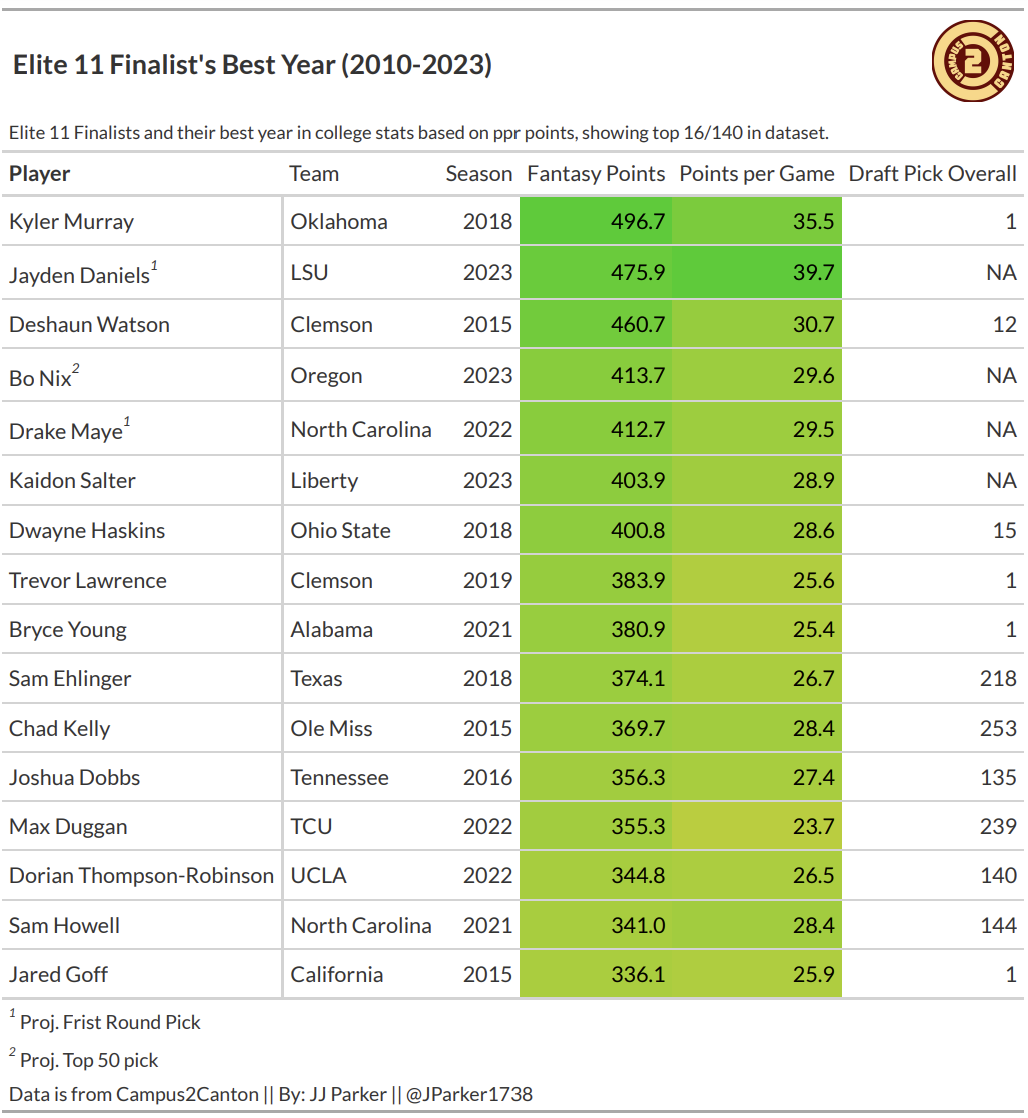 Elite 11 Finalist's Best Year (2010-2023)
CAMPUS 2 CANTON
Elite 11 Finalists and their best year in college stats based on ppr points, showing top 16/140 in dataset.
Player Team Season Fantasy Points Points per Game Draft Pick Overall
Kyler Murray Oklahoma 2018 496.7 35.5 1
Jayden Daniels¹ LSU 2023 475.9 39.7 NA
Deshaun Watson Clemson 2015 460.7 30.7 12
Bo Nix² Oregon 2023 413.7 29.6 NA
Drake Maye¹ North Carolina 2022 412.7 29.5 NA
Kaidon Salter Liberty 2023 403.9 28.9 NA
Dwayne Haskins Ohio State 2018 400.8 28.6 15
Trevor Lawrence Clemson 2019 383.9 25.6 1
Bryce Young Alabama 2021 380.9 25.4 1
Sam Ehlinger Texas 2018 374.1 26.7 218
Chad Kelly Ole Miss 2015 369.7 28.4 253
Joshua Dobbs Tennessee 2016 356.3 27.4 135
Max Duggan TCU 2022 355.3 23.7 239
Dorian Thompson-Robinson UCLA 2022 344.8 26.5 140
Sam Howell North Carolina 2021 341.0 28.4 144
Jared Goff California 2015 336.1 25.9 1
¹ Proj. Frist Round Pick
² Proj. Top 50 pick
Data is from Campus2Canton || By: JJ Parker || @JParker1738